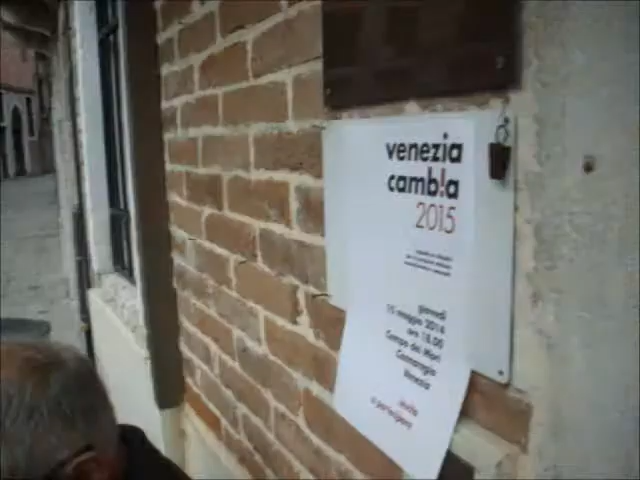 venezia
camb!a
2015
giovedì
15 maggio 2014
ore 18.00
Campo dei Mori
Cannaregio
Venezia
invito
a partecipare